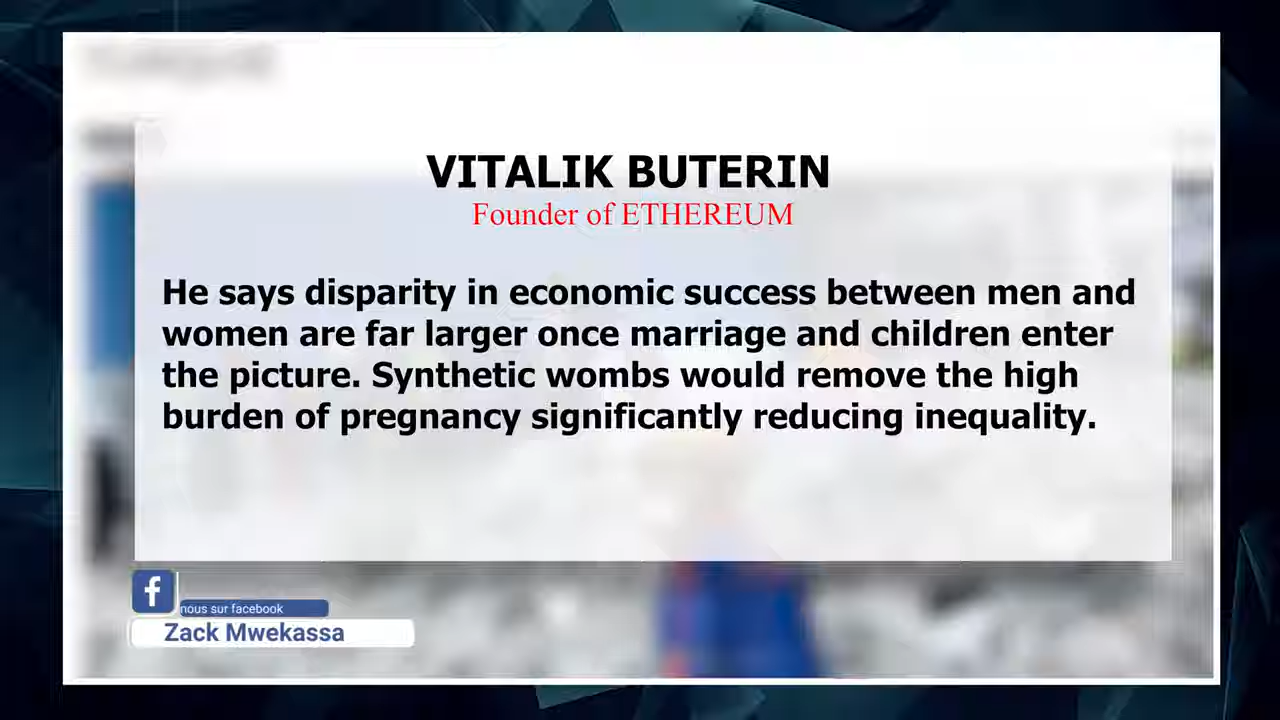 VITALIK BUTERIN
Founder of ETHEREUM
He says disparity in economic success between men and
women are far larger once marriage and children enter
the picture. Synthetic wombs would remove the high
burden of pregnancy significantly reducing inequality.
f
nous sur facebook
Zack Mwekassa